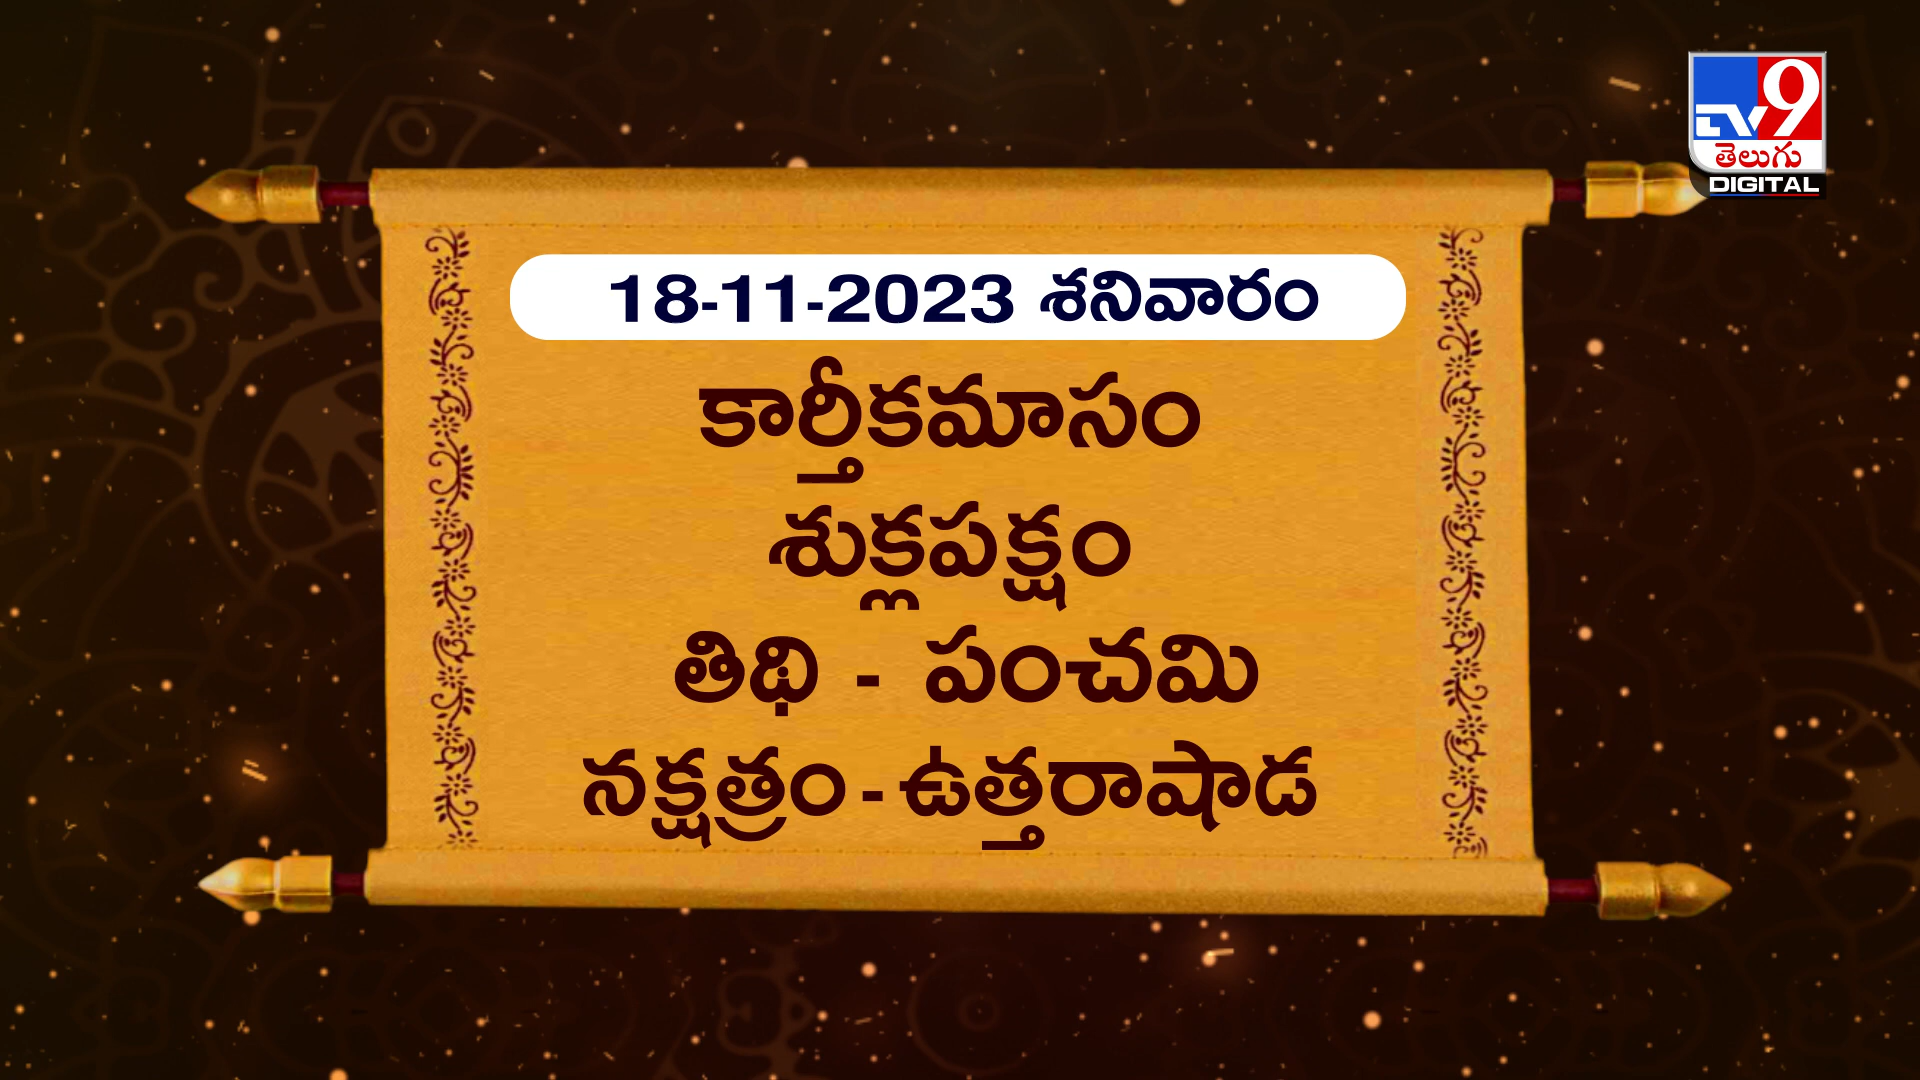 TV9
తెలుగు
DIGITAL
18-11-2023 శనివారం
కార్తీకమాసం
శుక్లపక్షం
తిథి - పంచమి
నక్షత్రం - ఉత్తరాషాడ